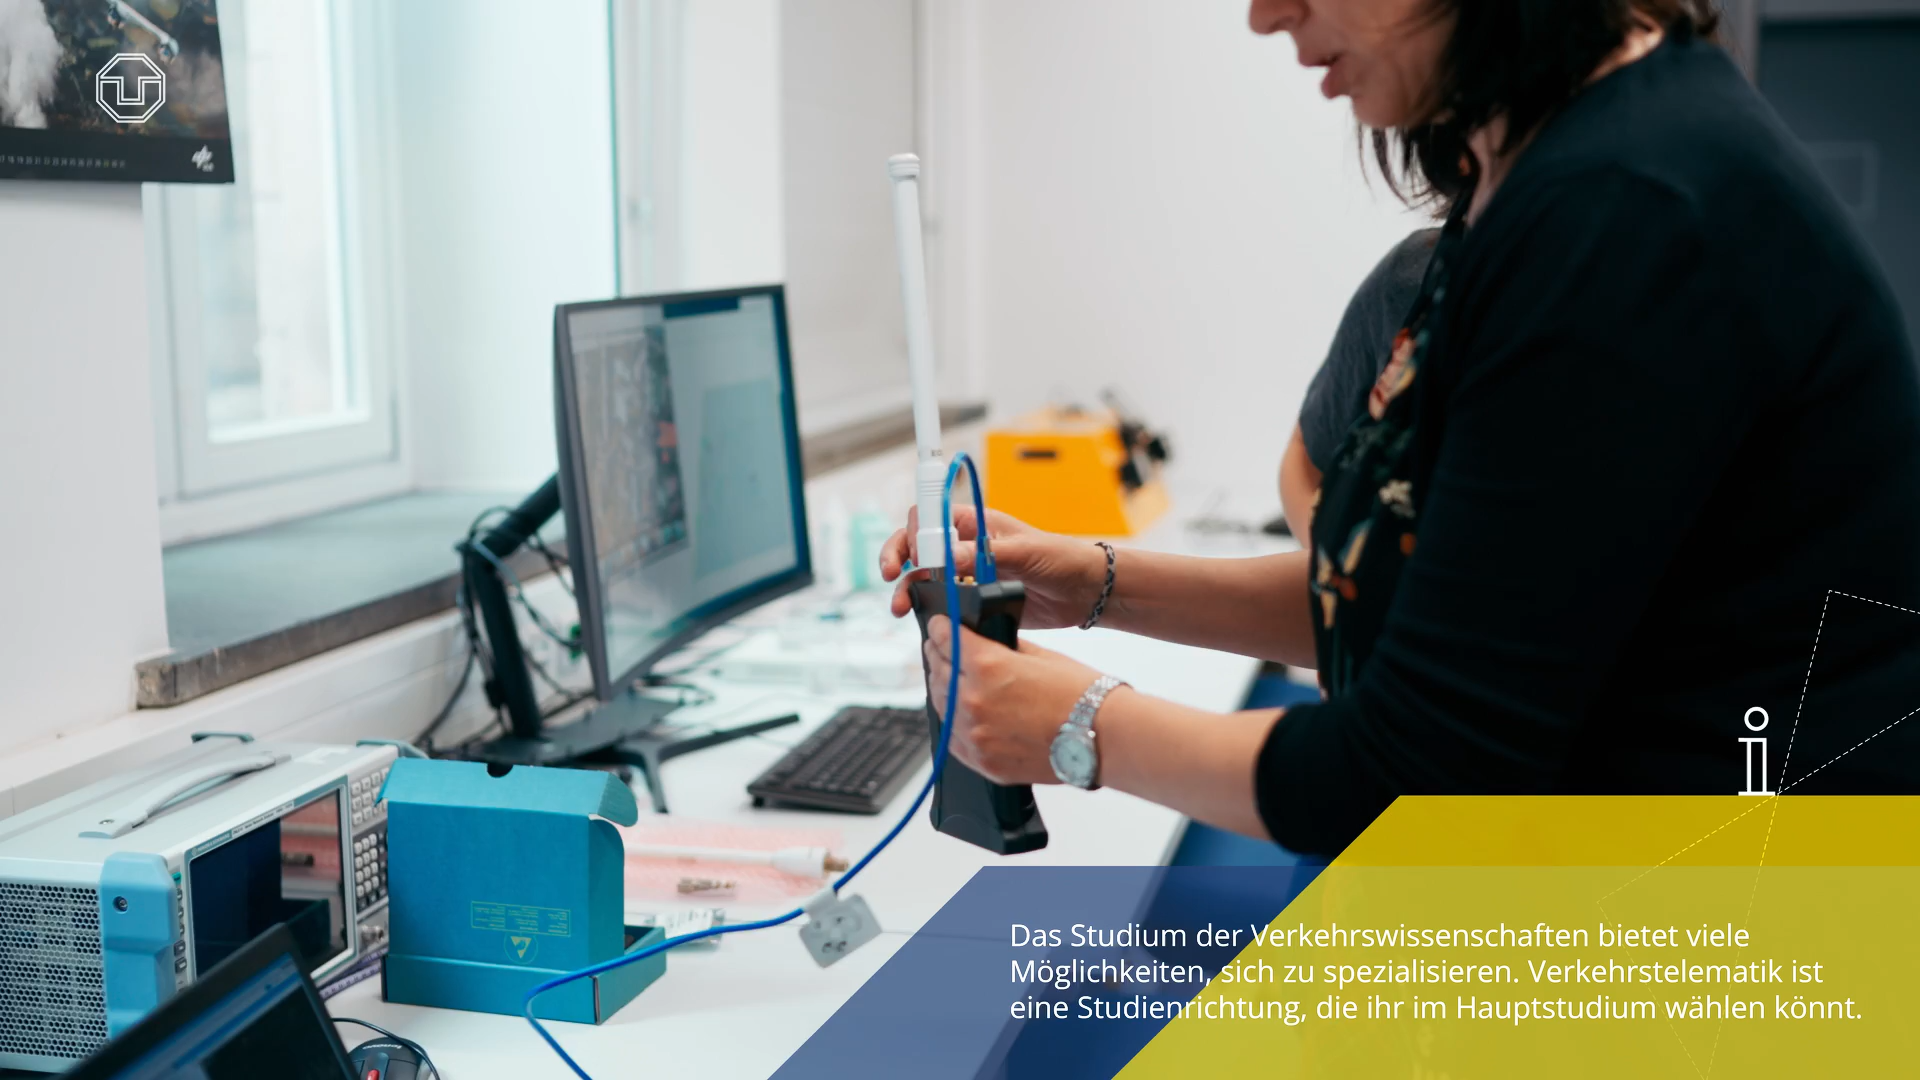 Das Studium der Verkehrswissenschaften bietet viele
Möglichkeiten, sich zu spezialisieren. Verkehrstelematik ist
eine Studienrichtung, die ihr im Hauptstudium wählen könnt.